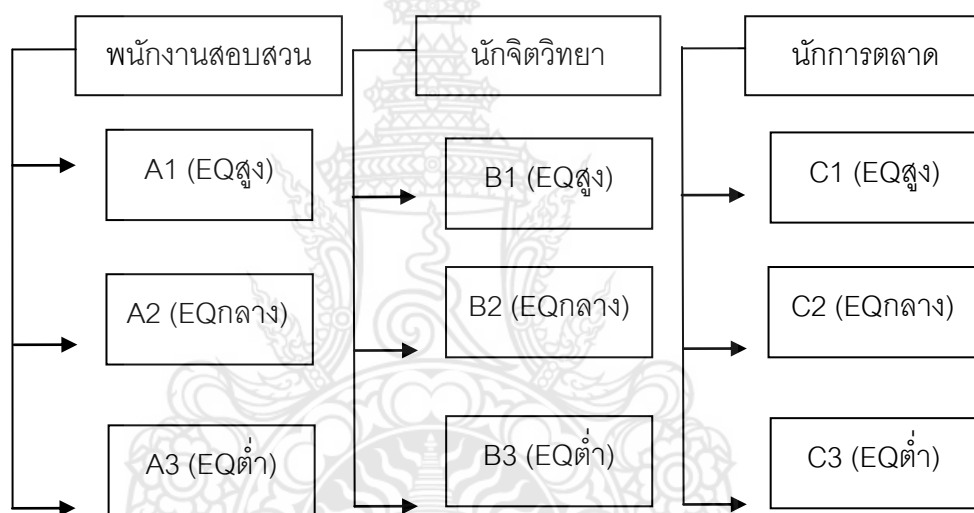 พนักงานสอบสวน
นักจิตวิทยา
นักการตลาด
A1 (EQสูง)
B1 (EQสูง)
C1 (EQสูง)
A2 (EQกลาง)
B2 (EQกลาง)
C2 (EQกลาง)
A3 (EQต่ำ)
B3 (EQต่ำ)
C3 (EQต่ำ)